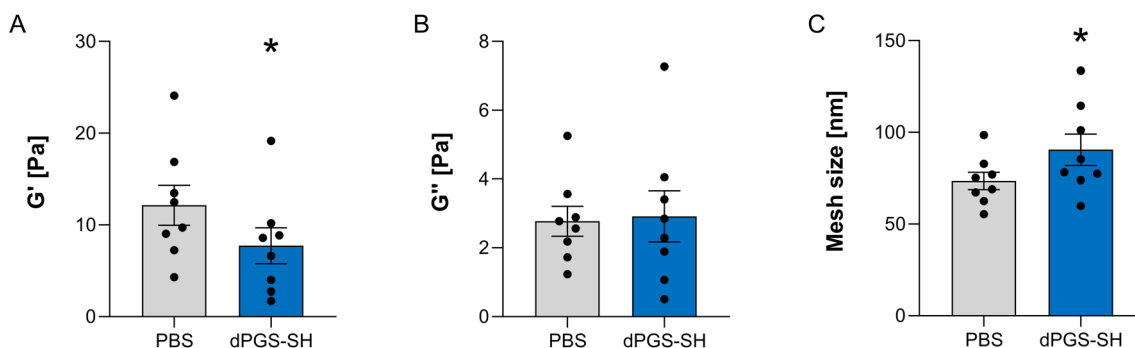 A
G' [Pa]
30
20
10
0
*
PBS
dPGS-SH
B
G'' [Pa]
8
6
4
2
0
PBS
dPGS-SH
C
Mesh size [nm]
150
100
50
0
*
PBS
dPGS-SH